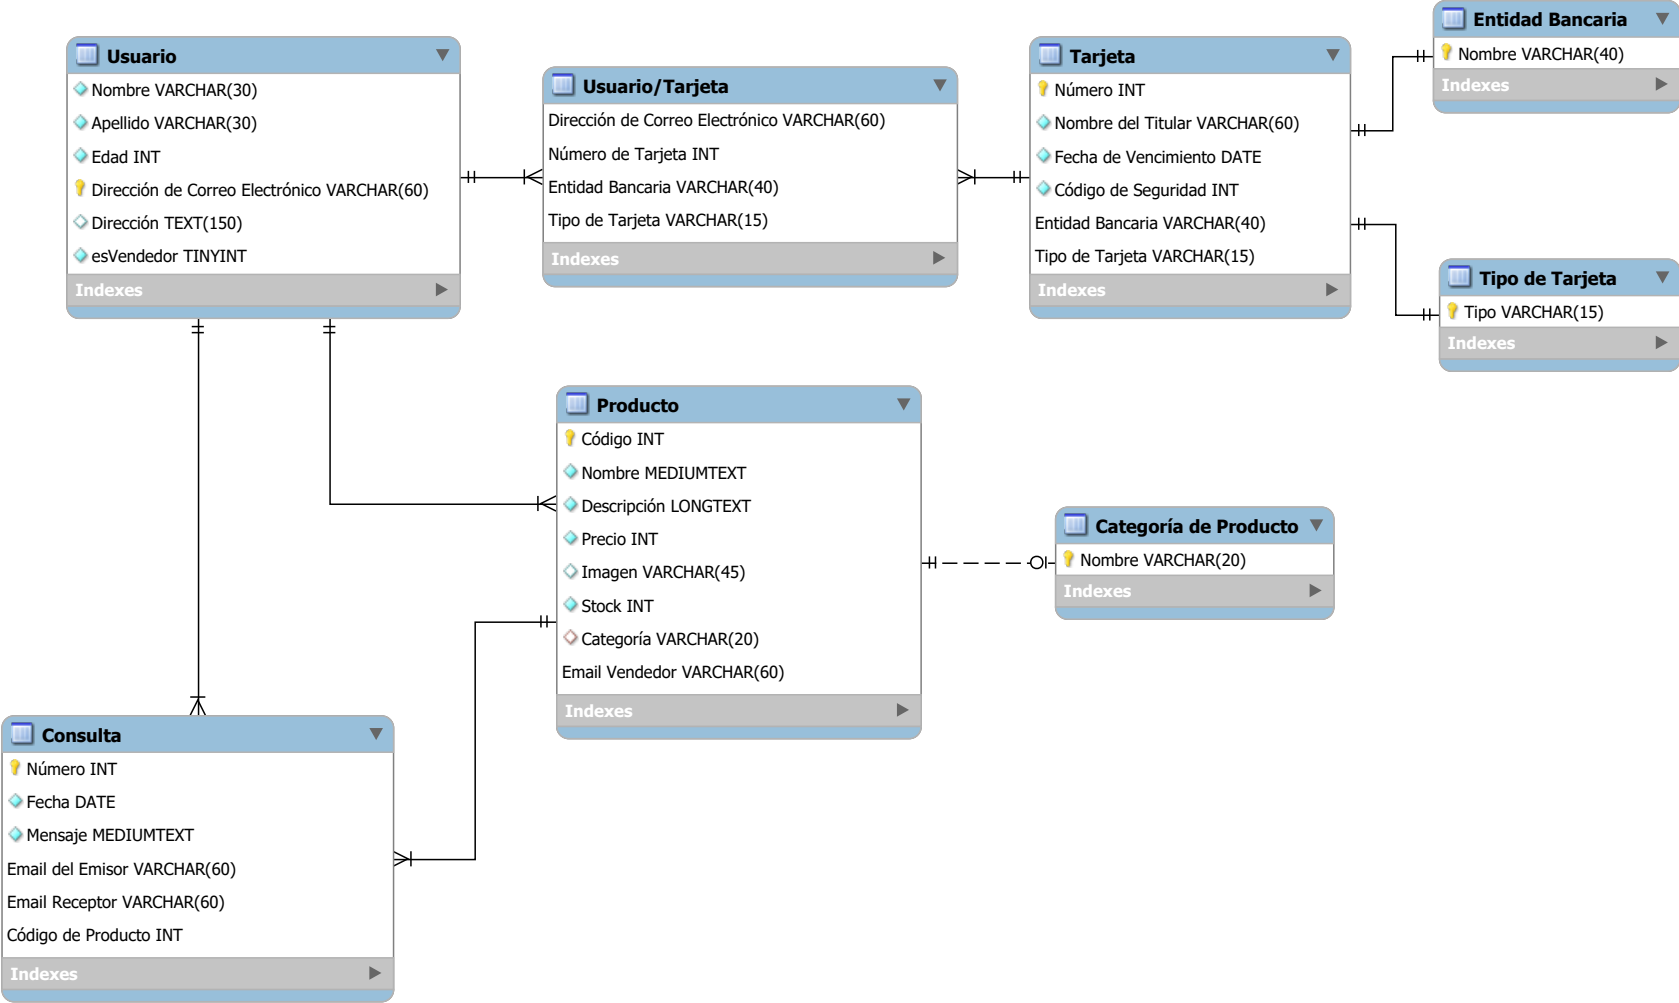 Usuario
Nombre VARCHAR(30)
Apellido VARCHAR(30)
Edad INT
Dirección de Correo Electrónico VARCHAR(60)
Dirección TEXT(150)
esVendedor TINYINT
Indexes
Usuario/Tarjeta
Dirección de Correo Electrónico VARCHAR(60)
Número de Tarjeta INT
Entidad Bancaria VARCHAR(40)
Tipo de Tarjeta VARCHAR(15)
Indexes
Tarjeta
Número INT
Nombre del Titular VARCHAR(60)
Fecha de Vencimiento DATE
Código de Seguridad INT
Entidad Bancaria VARCHAR(40)
Tipo de Tarjeta VARCHAR(15)
Indexes
Entidad Bancaria
Nombre VARCHAR(40)
Indexes
Tipo de Tarjeta
Tipo VARCHAR(15)
Indexes
Producto
Código INT
Nombre MEDIUMTEXT
Descripción LONGTEXT
Precio INT
Imagen VARCHAR(45)
Stock INT
Categoría VARCHAR(20)
Email Vendedor VARCHAR(60)
Indexes
Categoría de Producto
Nombre VARCHAR(20)
Indexes
Consulta
Número INT
Fecha DATE
Mensaje MEDIUMTEXT
Email del Emisor VARCHAR(60)
Email Receptor VARCHAR(60)
Código de Producto INT
Indexes